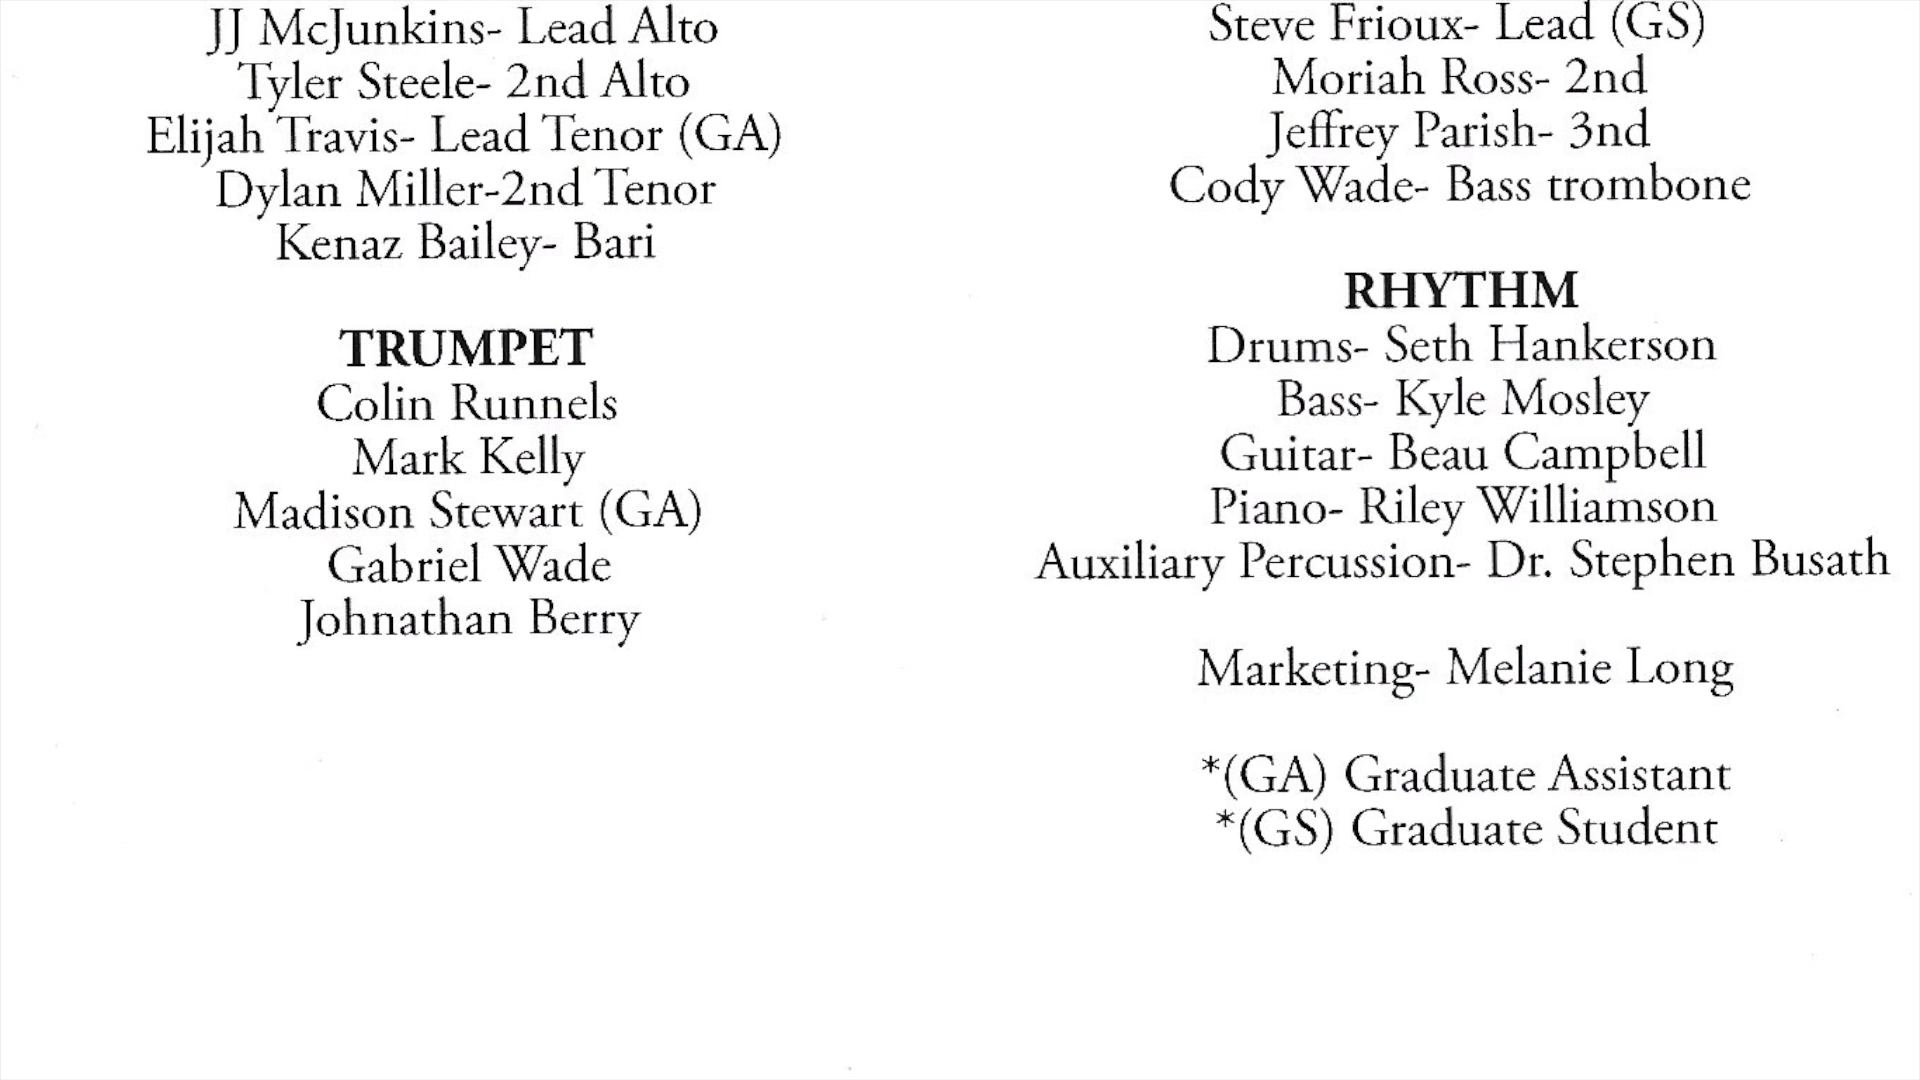 JJ McJunkins- Lead Alto
Tyler Steele- 2nd Alto
Elijah Travis- Lead Tenor (GA)
Dylan Miller-2nd Tenor
Kenaz Bailey- Bari
TRUMPET
Colin Runnels
Mark Kelly
Madison Stewart (GA)
Gabriel Wade
Johnathan Berry
Steve Frioux- Lead (GS)
Moriah Ross- 2nd
Jeffrey Parish- 3nd
Cody Wade- Bass trombone
RHYTHM
Drums- Seth Hankerson
Bass- Kyle Mosley
Guitar- Beau Campbell
Piano- Riley Williamson
Auxiliary Percussion- Dr. Stephen Busath
Marketing- Melanie Long
*(GA) Graduate Assistant
*(GS) Graduate Student